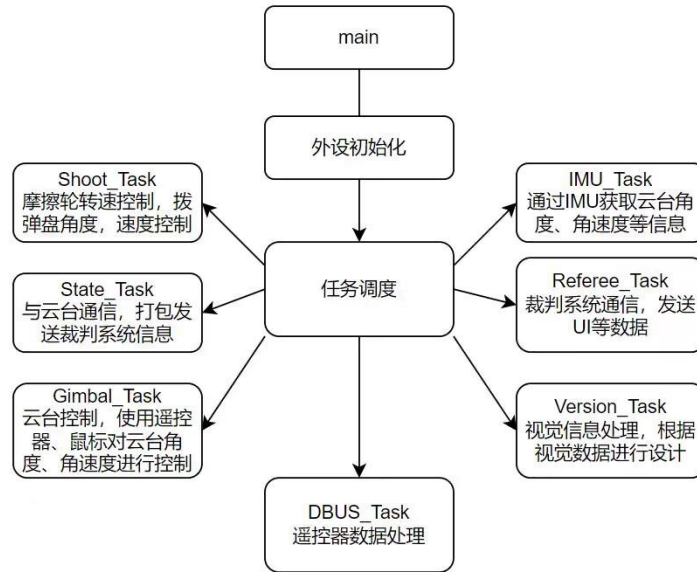 main
外设初始化
任务调度
Shoot_Task
摩擦轮转速控制，拨
弹盘角度，速度控制
State_Task
与云台通信，打包发
送裁判系统信息
Gimbal_Task
云台控制，使用遥控
器、鼠标对云台角
度、角速度进行控制
DBUS_Task
遥控器数据处理
IMU_Task
通过IMU获取云台角
度、角速度等信息
Referee_Task
裁判系统通信，发送
UI等数据
Version_Task
视觉信息处理，根据
视觉数据进行设计